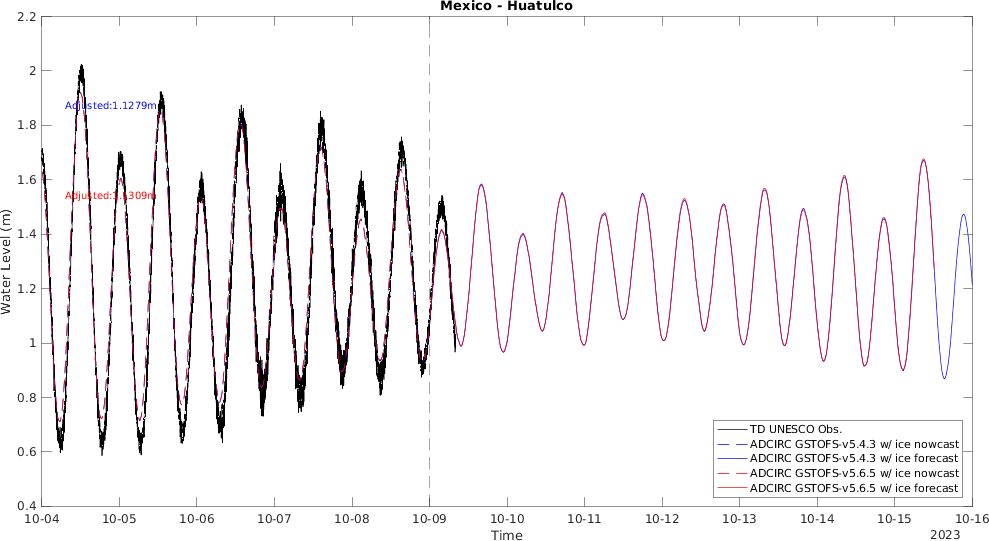 Mexico - Huatulco
2.2
2
1.8
1.6
1.4
1.2
1
0.8
0.6
0.4
Water Level (m)
Adjusted:1.1279m
Adjusted:1.1309m
TD UNESCO Obs.
ADCIRC GSTOFS-v5.4.3 w/ ice nowcast
ADCIRC GSTOFS-v5.4.3 w/ ice forecast
ADCIRC GSTOFS-v5.6.5 w/ ice nowcast
ADCIRC GSTOFS-v5.6.5 w/ ice forecast
10-04 10-05 10-06 10-07 10-08 10-09 10-10 10-11 10-12 10-13 10-14 10-15 10-16
Time
2023